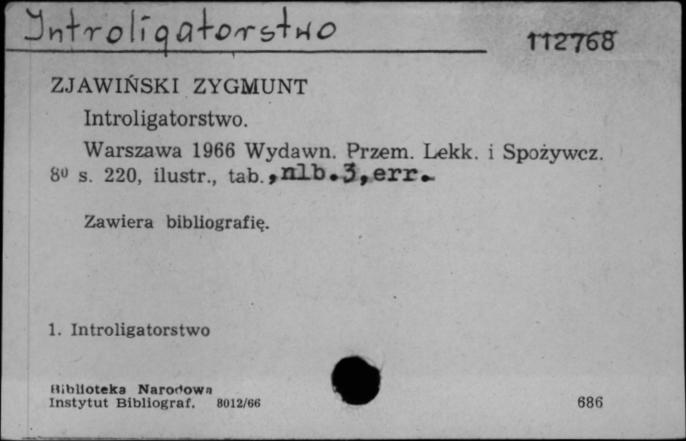 Introligatorstwo
112768
ZJAWIŃSKI ZYGMUNT
Introligatorstwo.
Warszawa 1966 Wydawn. Przem. Lekk. i Spożywcz.
8⁰ s. 220, ilustr., tab., nlb.3, err.
Zawiera bibliografię.
1. Introligatorstwo
Biblioteka Narodowa
Instytut Bibliograf. 8012/66
686